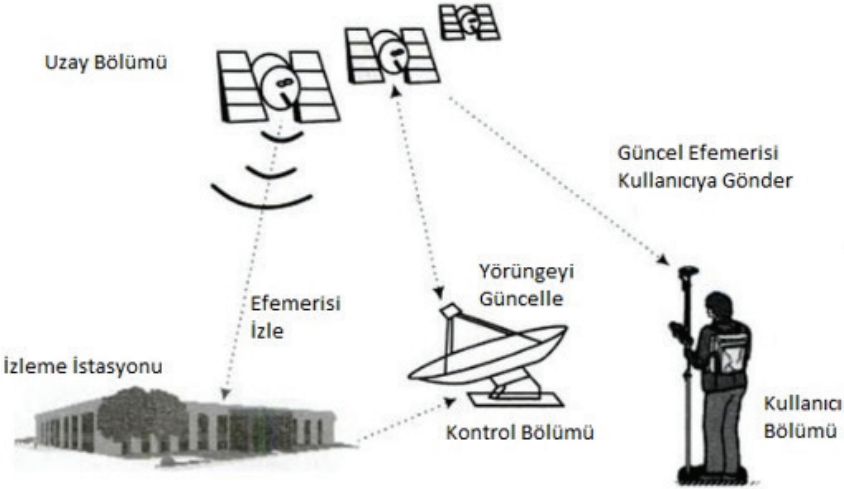 Uzay Bölümü
Güncel Efemerisi
Kullanıcıya Gönder
Yörüngeyi
Güncelle
Efemerisi
İzle
İzleme İstasyonu
Kontrol Bölümü
Kullanıcı
Bölümü